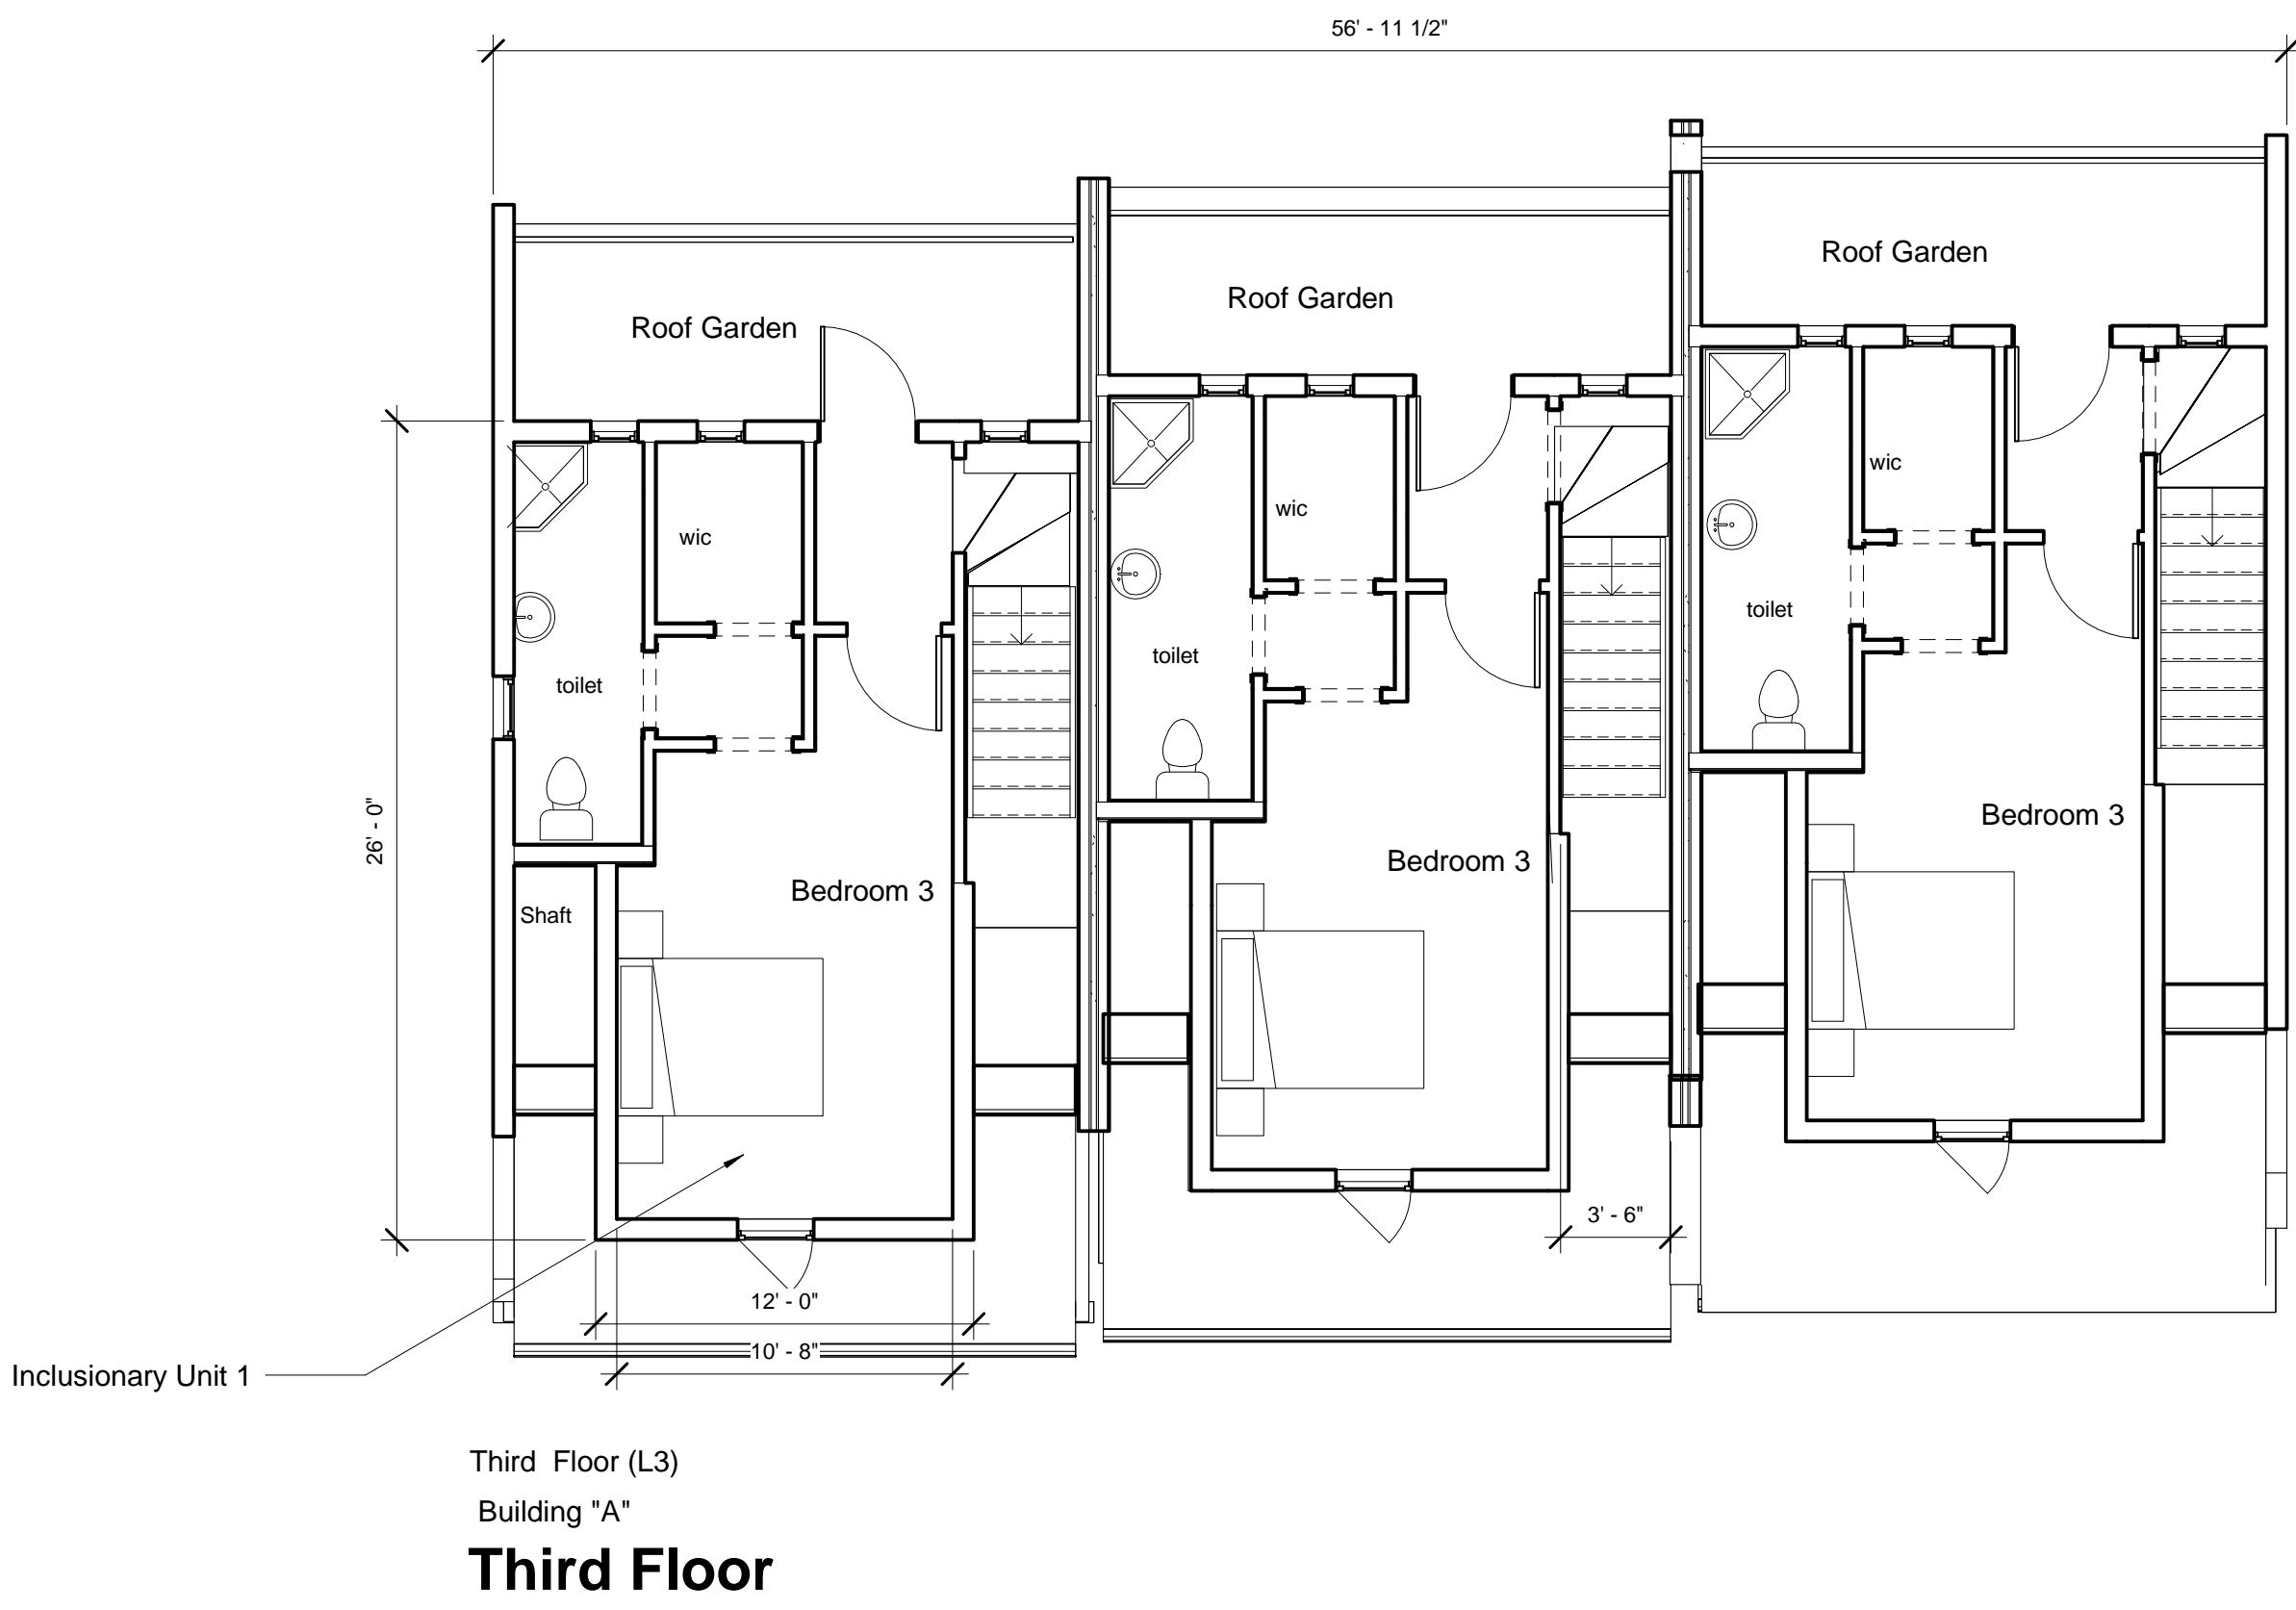 56' - 11 1/2"
Roof Garden
Roof Garden
Roof Garden
wic
wic
wic
toilet
toilet
toilet
26' - 0"
Bedroom 3
Bedroom 3
Bedroom 3
Shaft
3' - 6"
12' - 0"
10' - 8"
Inclusionary Unit 1
Third Floor (L3)
Building "A"
Third Floor